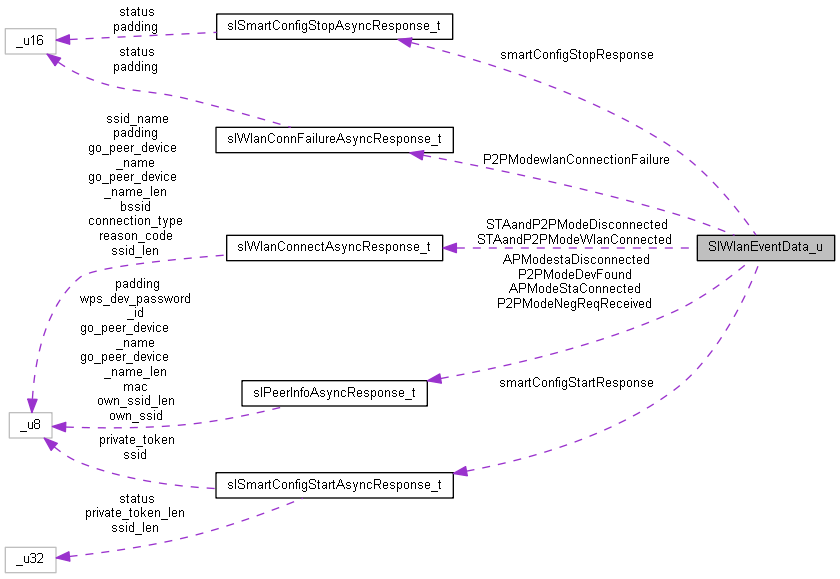 status
padding
slSmartConfigStopAsyncResponse_t
_u16
smartConfigStopResponse
status
padding
slWlanConnFailureAsyncResponse_t
P2PModewlanConnectionFailure
ssid_name
padding
go_peer_device
_name
go_peer_device
_name_len
bssid
connection_type
reason_code
ssid_len
slWlanConnectAsyncResponse_t
STAandP2PModeDisconnected
STAandP2PModeWlanConnected
SlWlanEventData_u
APModestaDisconnected
P2PModeDevFound
APModeStaConnected
P2PModeNegReqReceived
padding
wps_dev_password
_id
go_peer_device
_name
go_peer_device
_name_len
mac
own_ssid_len
own_ssid
slPeerInfoAsyncResponse_t
smartConfigStartResponse
_u8
private_token
ssid
slSmartConfigStartAsyncResponse_t
status
private_token_len
ssid_len
_u32